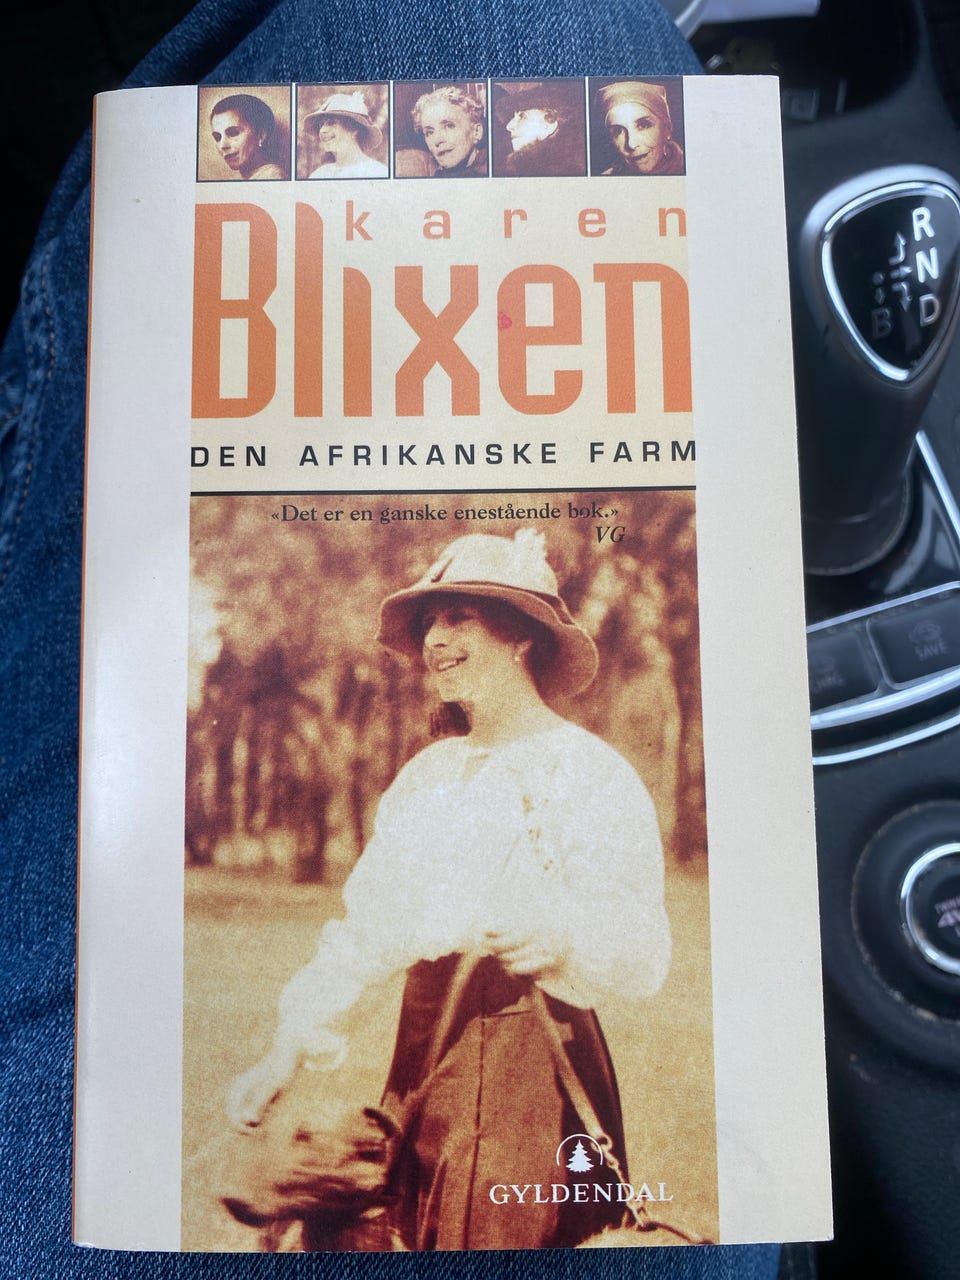 karen
Blixen
DEN AFRIKANSKE FARM
«Det er en ganske enestående bok.»
VG
GYLDENDAL
R
N
D
B
SAVE